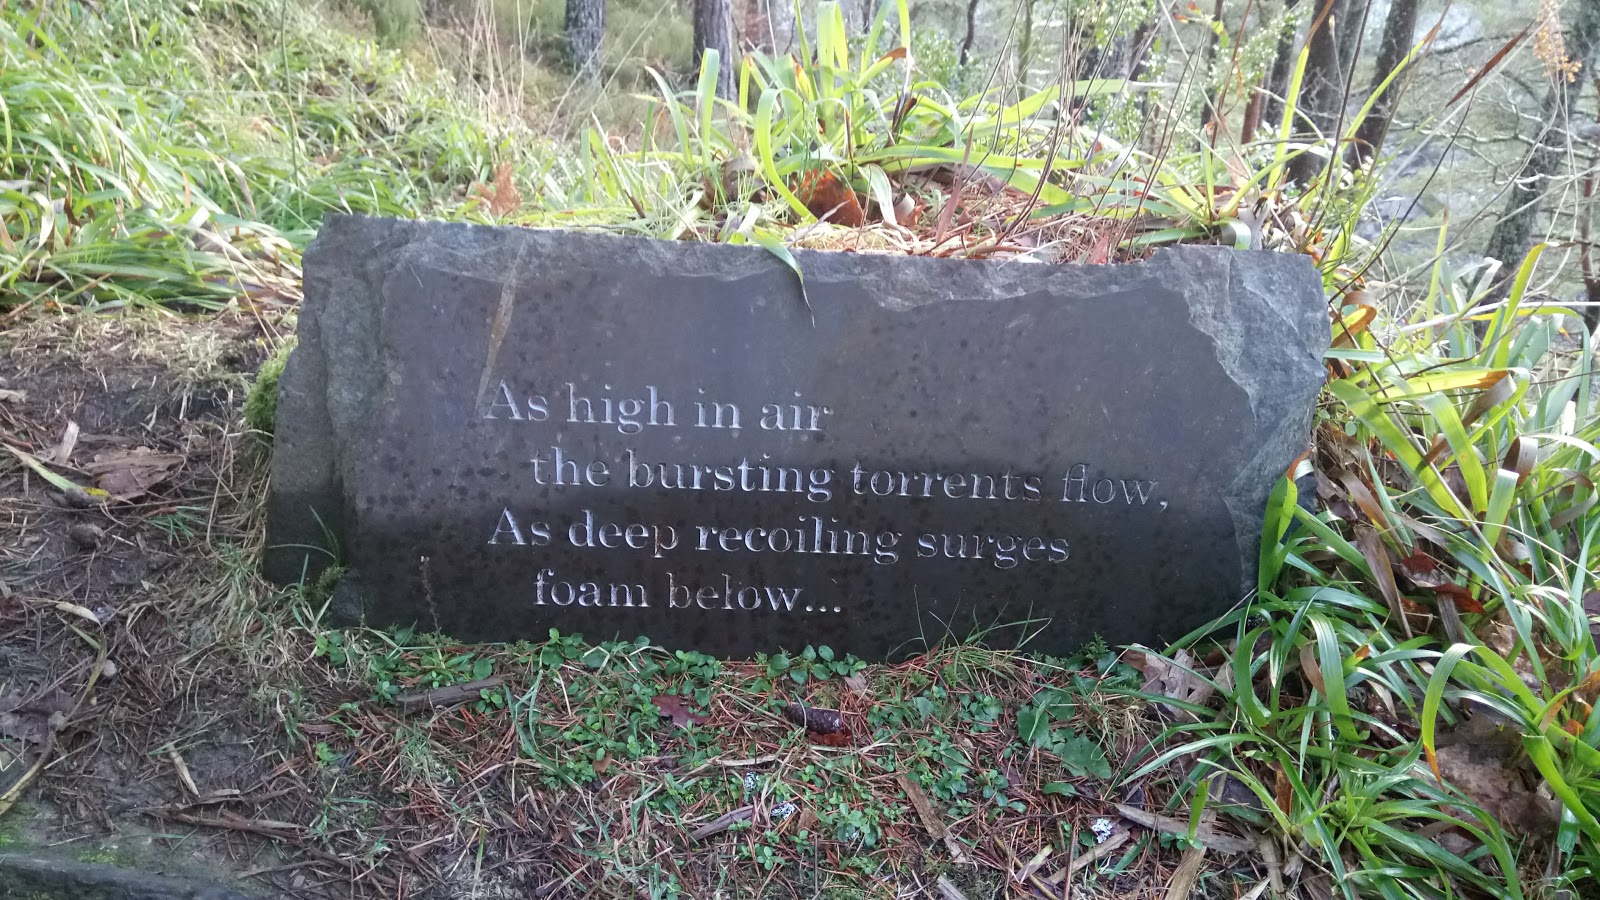 As high in air
the bursting torrents flow,
As deep recoiling surges
foam below...